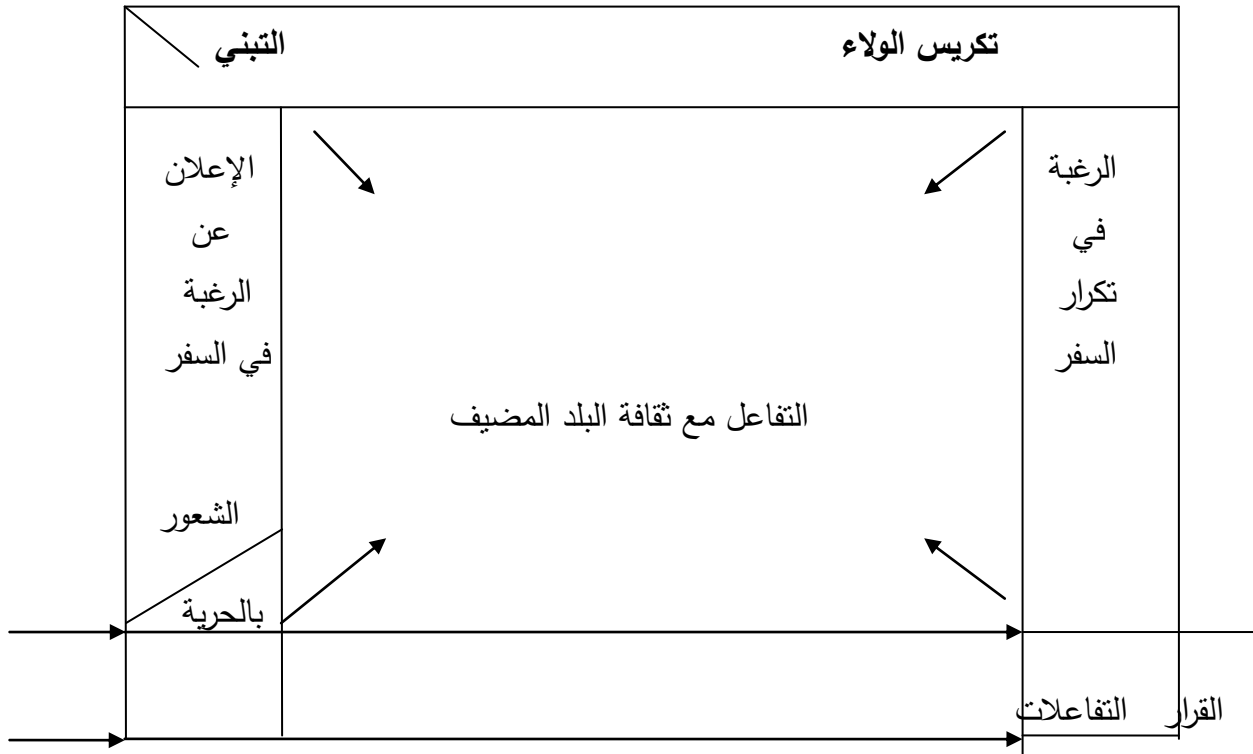 تكريس الولاء
التبني
الرغبة
في
تكرار
السفر
التفاعل مع ثقافة البلد المضيف
الإعلان
عن
الرغبة
في السفر
الشعور
بالحرية
القرار
التفاعلات